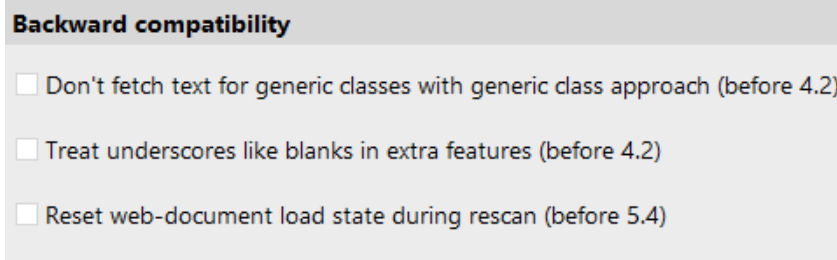 Backward compatibility
Don't fetch text for generic classes with generic class approach (before 4.2)
Treat underscores like blanks in extra features (before 4.2)
Reset web-document load state during rescan (before 5.4)